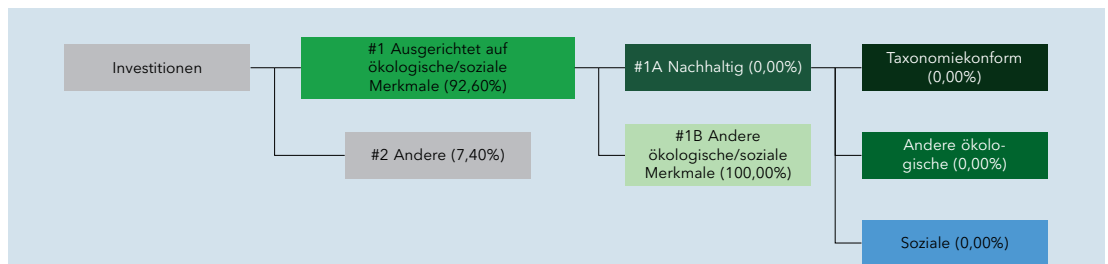 Investitionen
#1 Ausgerichtet auf
ökologische/soziale
Merkmale (92,60%)
#2 Andere (7,40%)
#1A Nachhaltig (0,00%)
#1B Andere
ökologische/soziale
Merkmale (100,00%)
Taxonomiekonform
(0,00%)
Andere ökolo-
gische (0,00%)
Soziale (0,00%)